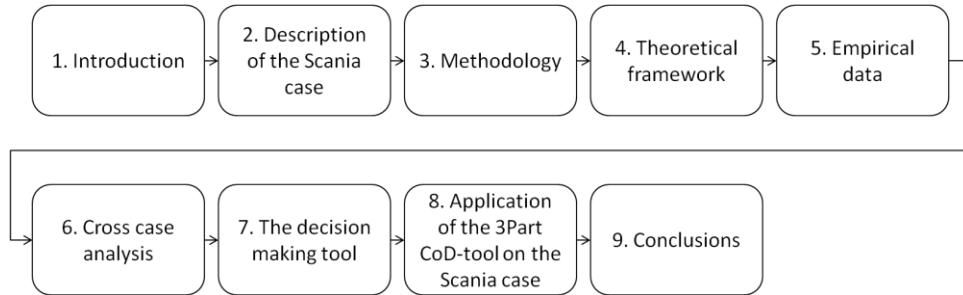 1. Introduction
2. Description
of the Scania
case
3. Methodology
4. Theoretical
framework
5. Empirical
data
6. Cross case
analysis
7. The decision
making tool
8. Application
of the 3Part
CoD-tool on the
Scania case
9. Conclusions